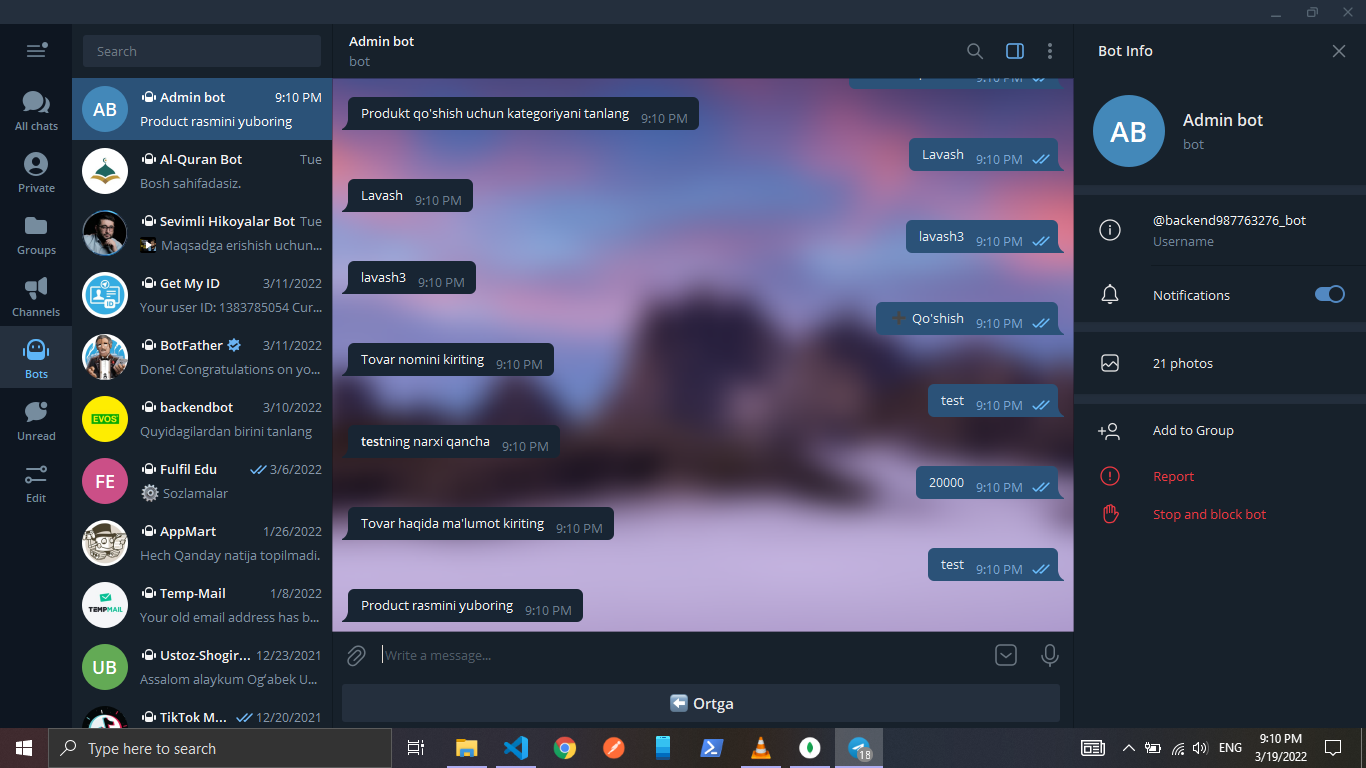 Search
All chats
Private
Groups
Channels
Bots
Unread
Edit
AB
Admin bot
9:10 PM
Product rasmini yuboring
Al-Quran Bot
Tue
Bosh sahifadasiz.
Sevimli Hikoyalar Bot
Tue
Maqsadga erishish uchun...
Get My ID
3/11/2022
Your user ID: 1383785054 Cur...
BotFather
3/11/2022
Done! Congratulations on yo...
EVOS
backendbot
3/10/2022
Quyidagilardan birini tanlang
FE
Fulfil Edu
3/6/2022
Sozlamalar
AppMart
1/26/2022
Hech Qanday natija topilmadi.
TEMPMAIL
Temp-Mail
1/8/2022
Your old email address has b...
UB
Ustoz-Shogir...
12/23/2021
Assalom alaykum Og'abek U...
TikTok M...
12/20/2021
Admin bot
bot
9:10 PM
Produkt qo'shish uchun kategoriyani tanlang 9:10 PM
Lavash 9:10 PM
Lavash 9:10 PM
lavash3 9:10 PM
lavash3 9:10 PM
➕ Qo'shish 9:10 PM
Tovar nomini kiriting 9:10 PM
test 9:10 PM
testning narxi qancha 9:10 PM
20000 9:10 PM
Tovar haqida ma'lumot kiriting 9:10 PM
test 9:10 PM
Product rasmini yuboring 9:10 PM
Write a message...
⬅️ Ortga
Bot Info
AB
Admin bot
bot
@backend987763276_bot
Username
Notifications
21 photos
Add to Group
Report
Stop and block bot
Type here to search
18
ENG
9:10 PM
3/19/2022